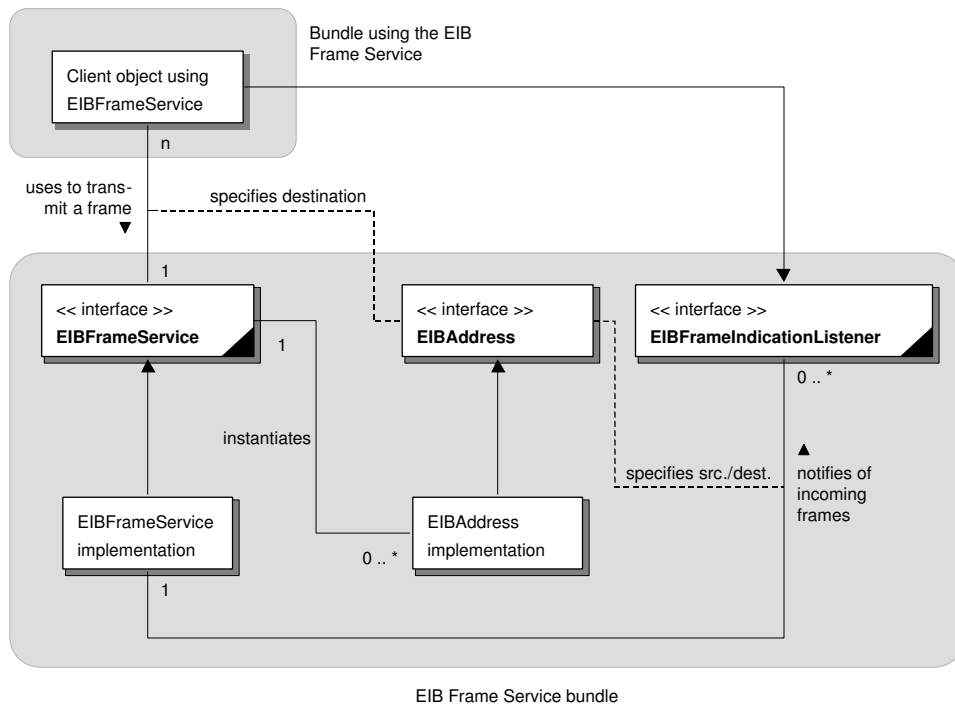 Bundle using the EIB
Frame Service
Client object using
EIBFrameService
n
uses to trans-
mit a frame
specifies destination
1
<< interface >>
EIBFrameService
1
<< interface >>
EIBAddress
<< interface >>
EIBFrameIndicationListener
0 .. *
instantiates
specifies src./dest.
notifies of
incoming
frames
EIBFrameService
implementation
EIBAddress
implementation
0 .. *
1
EIB Frame Service bundle